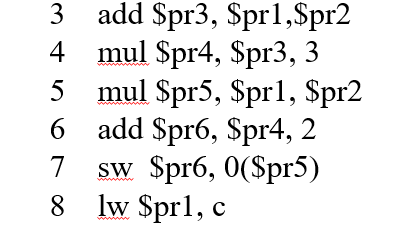 3 add $pr3, $pr1,$pr2
4 mul $pr4, $pr3, 3
5 mul $pr5, $pr1, $pr2
6 add $pr6, $pr4, 2
7 sw $pr6, 0($pr5)
8 lw $pr1, c